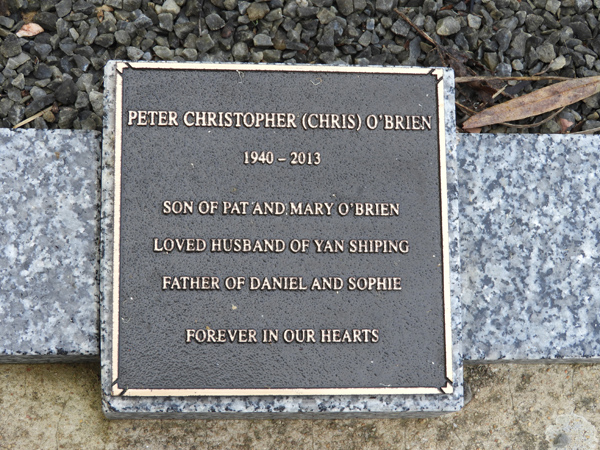 PETER CHRISTOPHER (CHRIS) O'BRIEN
1940 – 2013
SON OF PAT AND MARY O'BRIEN
LOVED HUSBAND OF YAN SHIPING
FATHER OF DANIEL AND SOPHIE
FOREVER IN OUR HEARTS